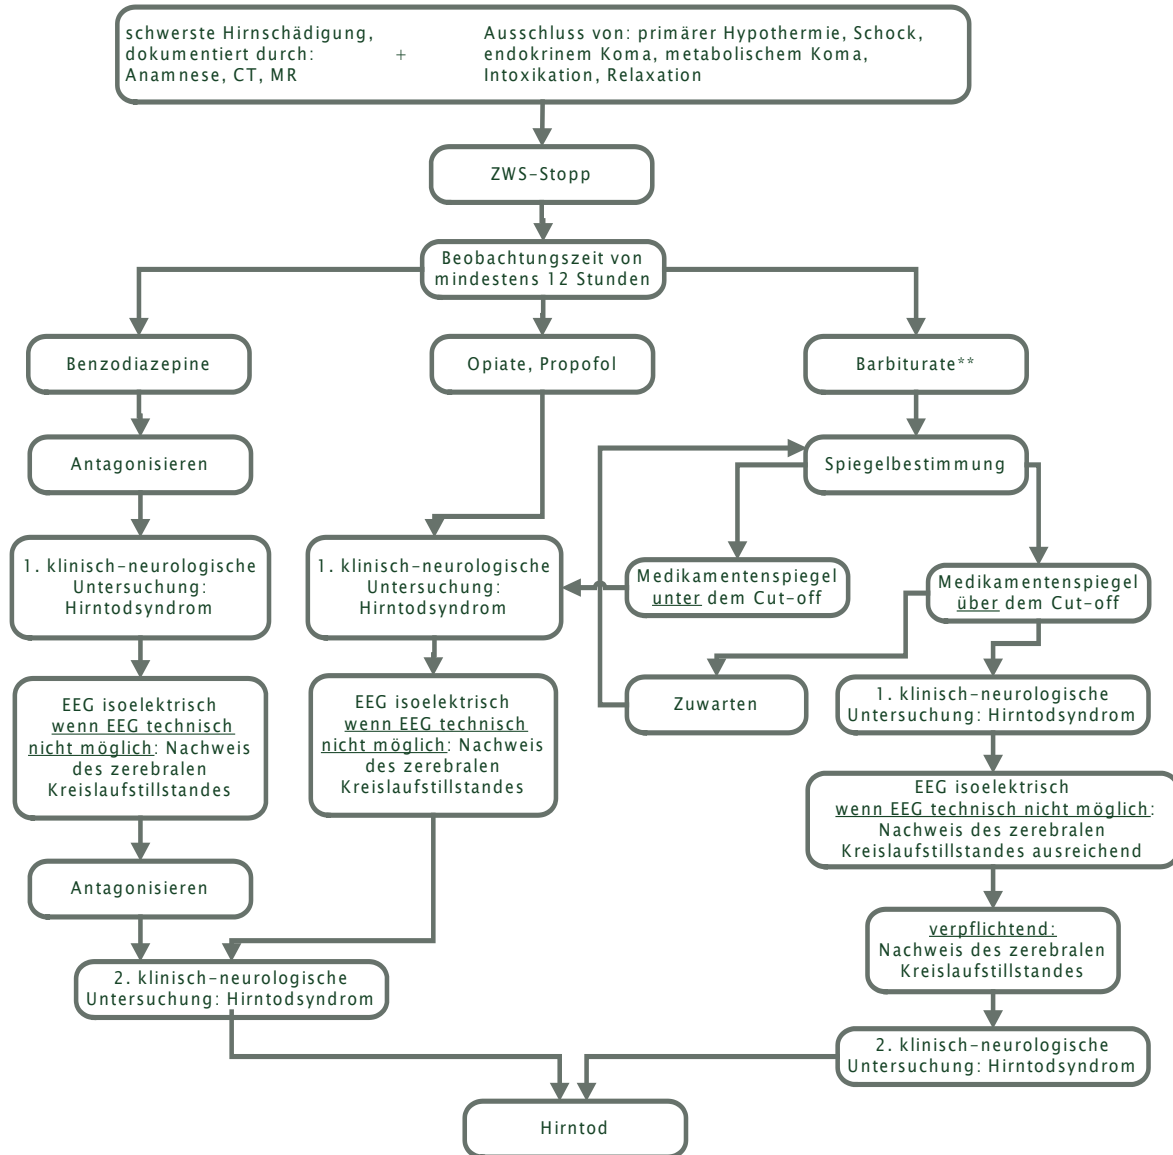 schwerste Hirnschädigung,
dokumentiert durch:
Anamnese, CT, MR
+
Ausschluss von: primärer Hypothermie, Schock,
endokrinem Koma, metabolischem Koma,
Intoxikation, Relaxation
ZWS-Stopp
Beobachtungszeit von
mindestens 12 Stunden
Benzodiazepine
Opiate, Propofol
Barbiturate**
Antagonisieren
Spiegelbestimmung
1. klinisch-neurologische
Untersuchung:
Hirntodsyndrom
1. klinisch-neurologische
Untersuchung:
Hirntodsyndrom
Medikamentenspiegel
unter dem Cut-off
Medikamentenspiegel
über dem Cut-off
EEG isoelektrisch
wenn EEG technisch
nicht möglich: Nachweis
des zerebralen
Kreislaufstillstandes
EEG isoelektrisch
wenn EEG technisch
nicht möglich: Nachweis
des zerebralen
Kreislaufstillstandes
Zuwarten
1. klinisch-neurologische
Untersuchung: Hirntodsyndrom
EEG isoelektrisch
wenn EEG technisch nicht möglich:
Nachweis des zerebralen
Kreislaufstillstandes ausreichend
Antagonisieren
verpflichtend:
Nachweis des zerebralen
Kreislaufstillstandes
2. klinisch-neurologische
Untersuchung: Hirntodsyndrom
2. klinisch-neurologische
Untersuchung: Hirntodsyndrom
Hirntod